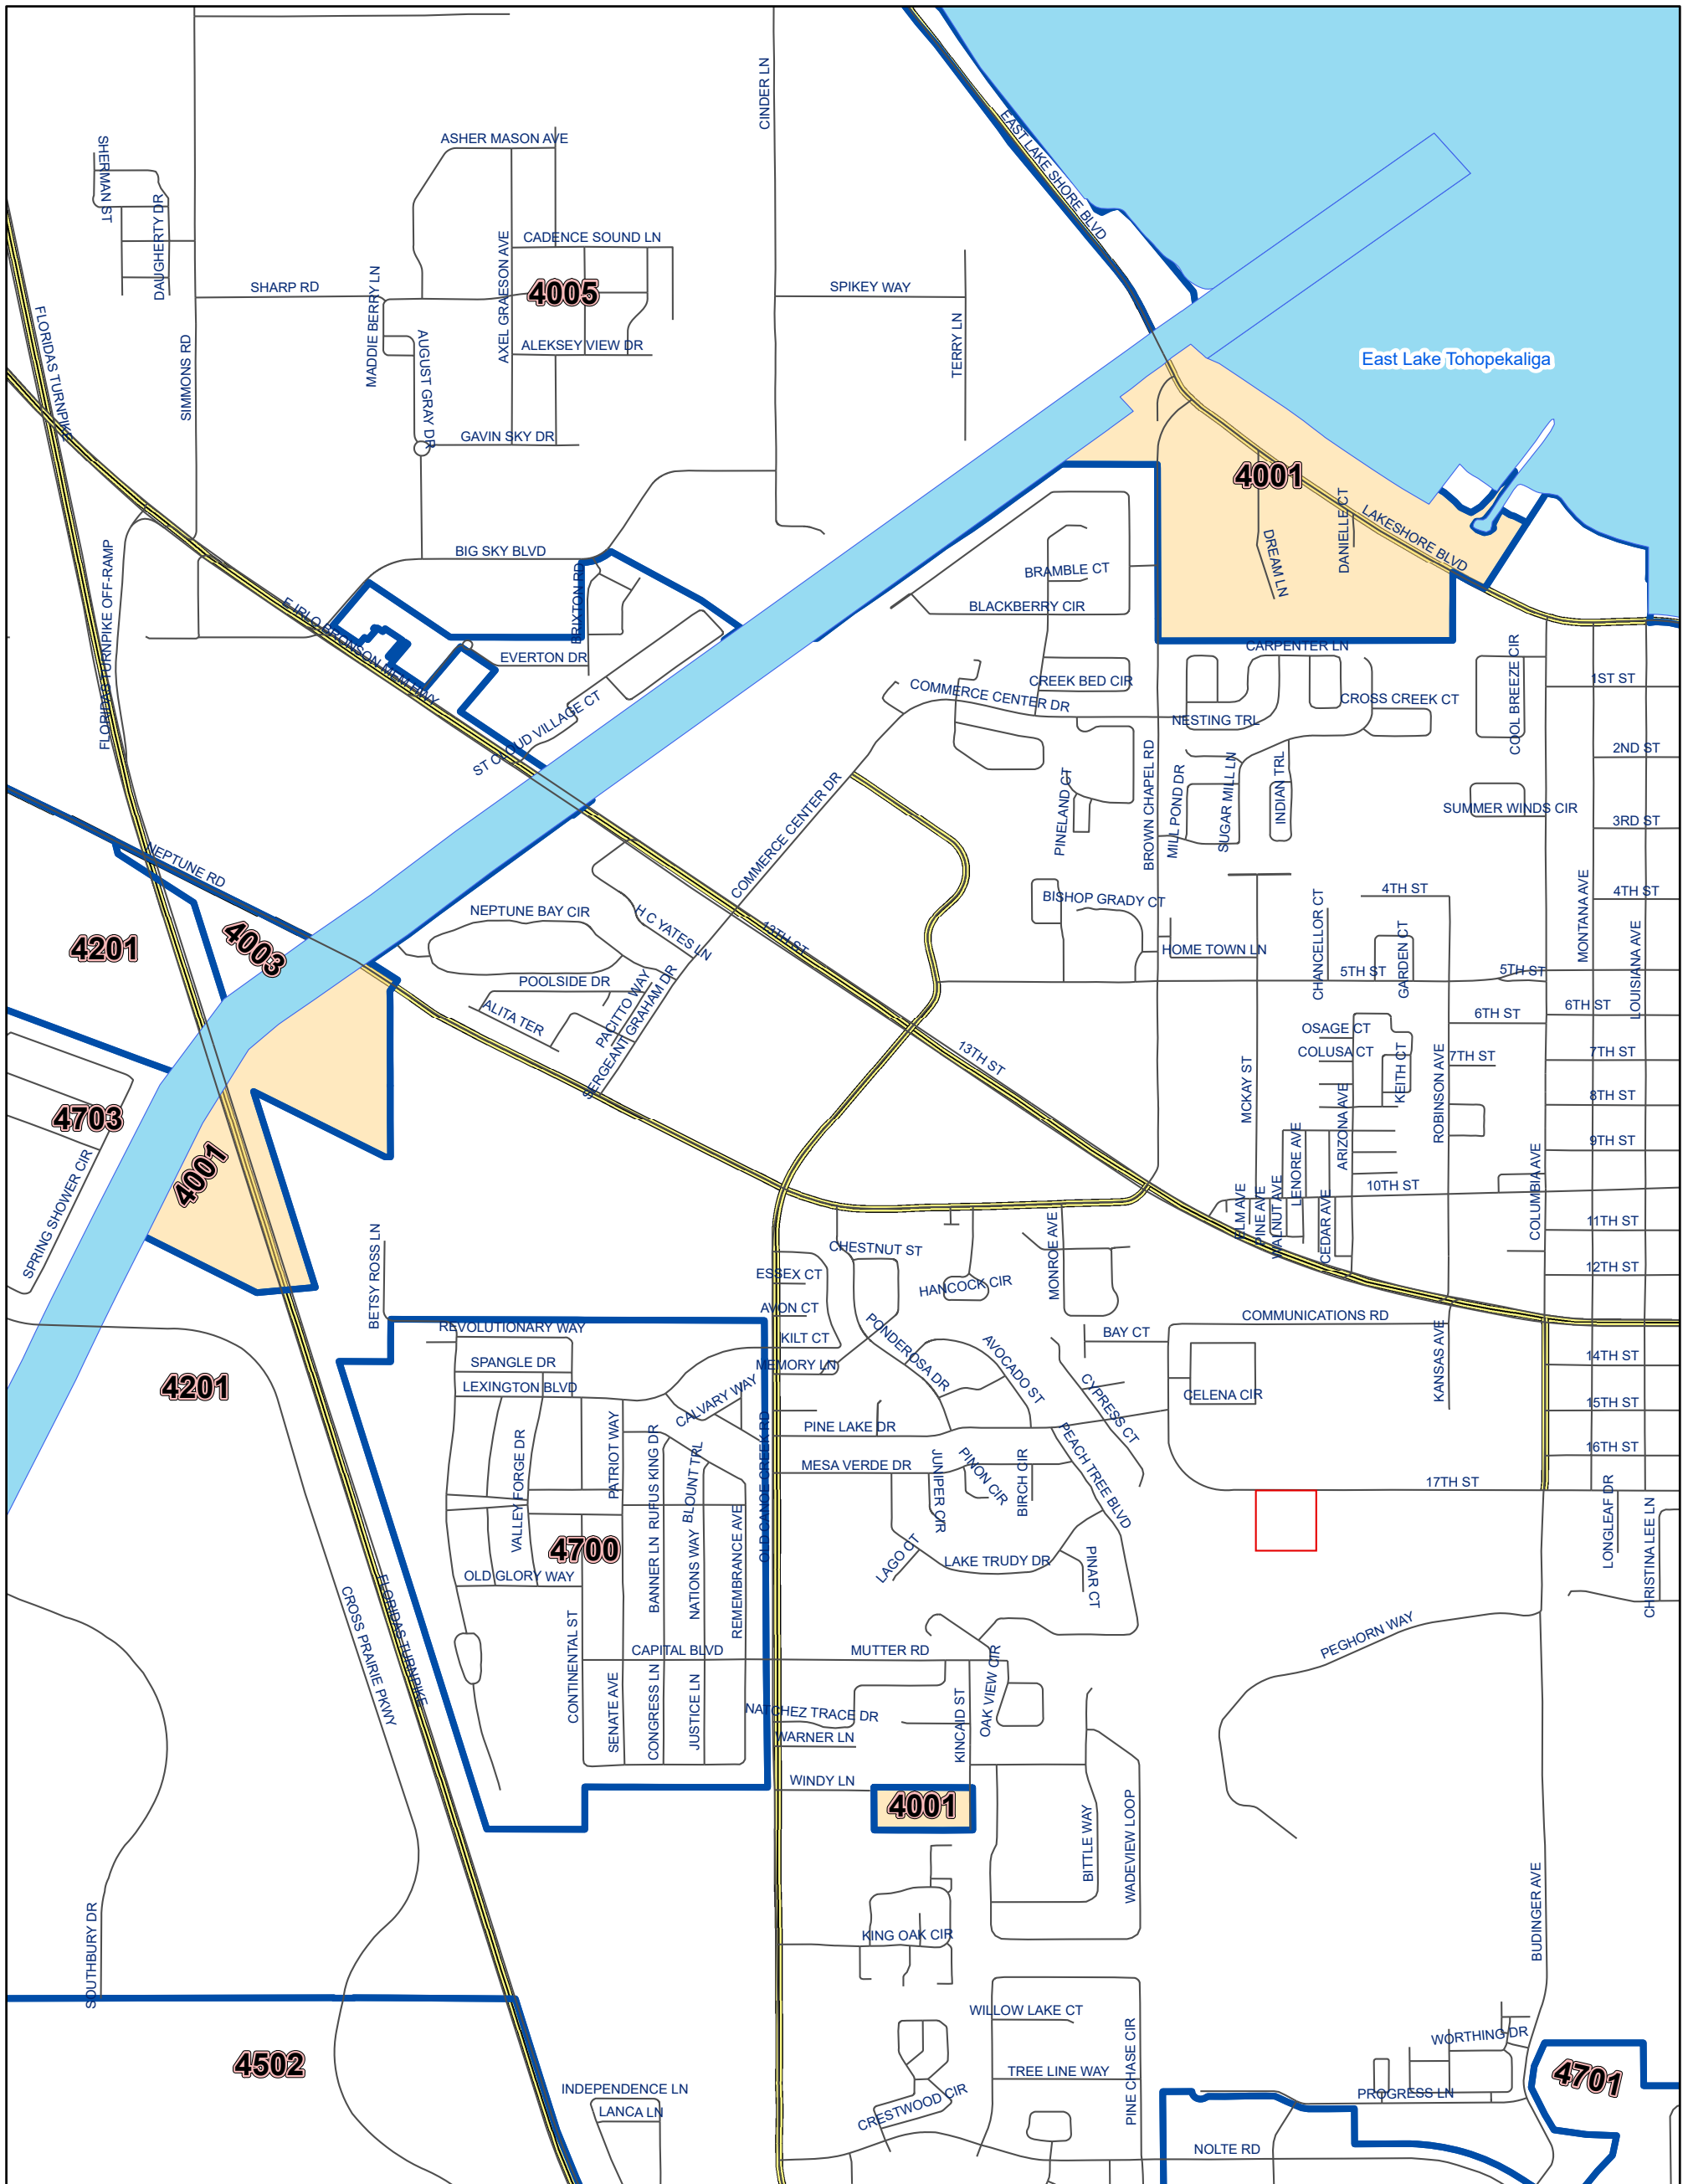 CINDER LN
EAST LAKE SHORE BLVD
ASHER MASON AVE
SHERMAN ST
DAUGHERTY DR
CADENCE SOUND LN
AXEL GRAESON AVE
4005
SHARP RD
MADDIE BERRY LN
SPIKEY WAY
TERRY LN
FLORIDAS TURNPIKE
SIMMONS RD
AUGUST GRAY DR
ALEKSEY VIEW DR
East Lake Tohopekaliga
GAVIN SKY DR
4001
DANIELLE CT
LAKESHORE BLVD
DREAM LN
BIG SKY BLVD
FLORIDAS TURNPIKE OFF-RAMP
BRIXTON RD
BRAMBLE CT
BLACKBERRY CIR
E IRLO BRONSON MEM HWY
EVERTON DR
CARPENTER LN
COOL BREEZE CIR
CREEK BED CIR
1ST ST
COMMERCE CENTER DR
CROSS CREEK CT
NESTING TRL
ST CLOUD VILLAGE CT
2ND ST
BROWN CHAPEL RD
MILL POND DR
SUGAR MILL LN
INDIAN TRL
PINELAND CT
SUMMER WINDS CIR
3RD ST
COMMERCE CENTER DR
NEPTUNE RD
4TH ST
4TH ST
BISHOP GRADY CT
NEPTUNE BAY CIR
H C YATES LN
13TH ST
MONTANA AVE
CHANCELLOR CT
GARDEN CT
LOUISIANA AVE
4201
4003
HOME TOWN LN
5TH ST
5TH ST
POOLSIDE DR
PACITTO WAY
SERGEANT GRAHAM DR
ALITA TER
6TH ST
6TH ST
OSAGE CT
COLUSA CT
KEITH CT
7TH ST
7TH ST
13TH ST
MCKAY ST
ROBINSON AVE
8TH ST
4703
ARIZONA AVE
9TH ST
LLENORE AVE
SPRING SHOWER CIR
4001
10TH ST
ELM AVE
PINE AVE
WALNUT AVE
CEDAR AVE
COLUMBIA AVE
11TH ST
BETSY ROSS LN
CHESTNUT ST
MONROE AVE
12TH ST
ESSEX CT
HANCOCK CIR
AVON CT
COMMUNICATIONS RD
REVOLUTIONARY WAY
KILT CT
PONDEROSA DR
BAY CT
KANSAS AVE
14TH ST
SPANGLE DR
MEMORY LN
AVOCADO ST
4201
LEXINGTON BLVD
CALVARY WAY
CYPRESS CT
CELENA CIR
15TH ST
PINE LAKE DR
16TH ST
VALLEY FORGE DR
PATRIOT WAY
RUFUS KING DR
BLOUNT TRL
OLD CANOE CREEK RD
MESA VERDE DR
JUNIPER CIR
PINON CIR
BIRCH CIR
PEACH TREE BLVD
17TH ST
LONGLEAF DR
CHRISTINA LEE LN
4700
BANNER LN
NATIONS WAY
REMEMBRANCE AVE
LAGO CT
LAKE TRUDY DR
PINAR CT
OLD GLORY WAY
CROSS PRAIRIE PKWY
FLORIDAS TURNPIKE
CONTINENTAL ST
CAPITAL BLVD
MUTTER RD
PEGHORN WAY
SENATE AVE
CONGRESS LN
JUSTICE LN
NATCHEZ TRACE DR
KINCAID ST
OAK VIEW CIR
WARNER LN
WINDY LN
4001
BITTLE WAY
WADEVIEW LOOP
SOUTHBURY DR
KING OAK CIR
BUDINGER AVE
WILLOW LAKE CT
WORTHING DR
4502
TREE LINE WAY
PINE CHASE CIR
4701
INDEPENDENCE LN
LANCA LN
CRESTWOOD CIR
PROGRESS LN
NOLTE RD